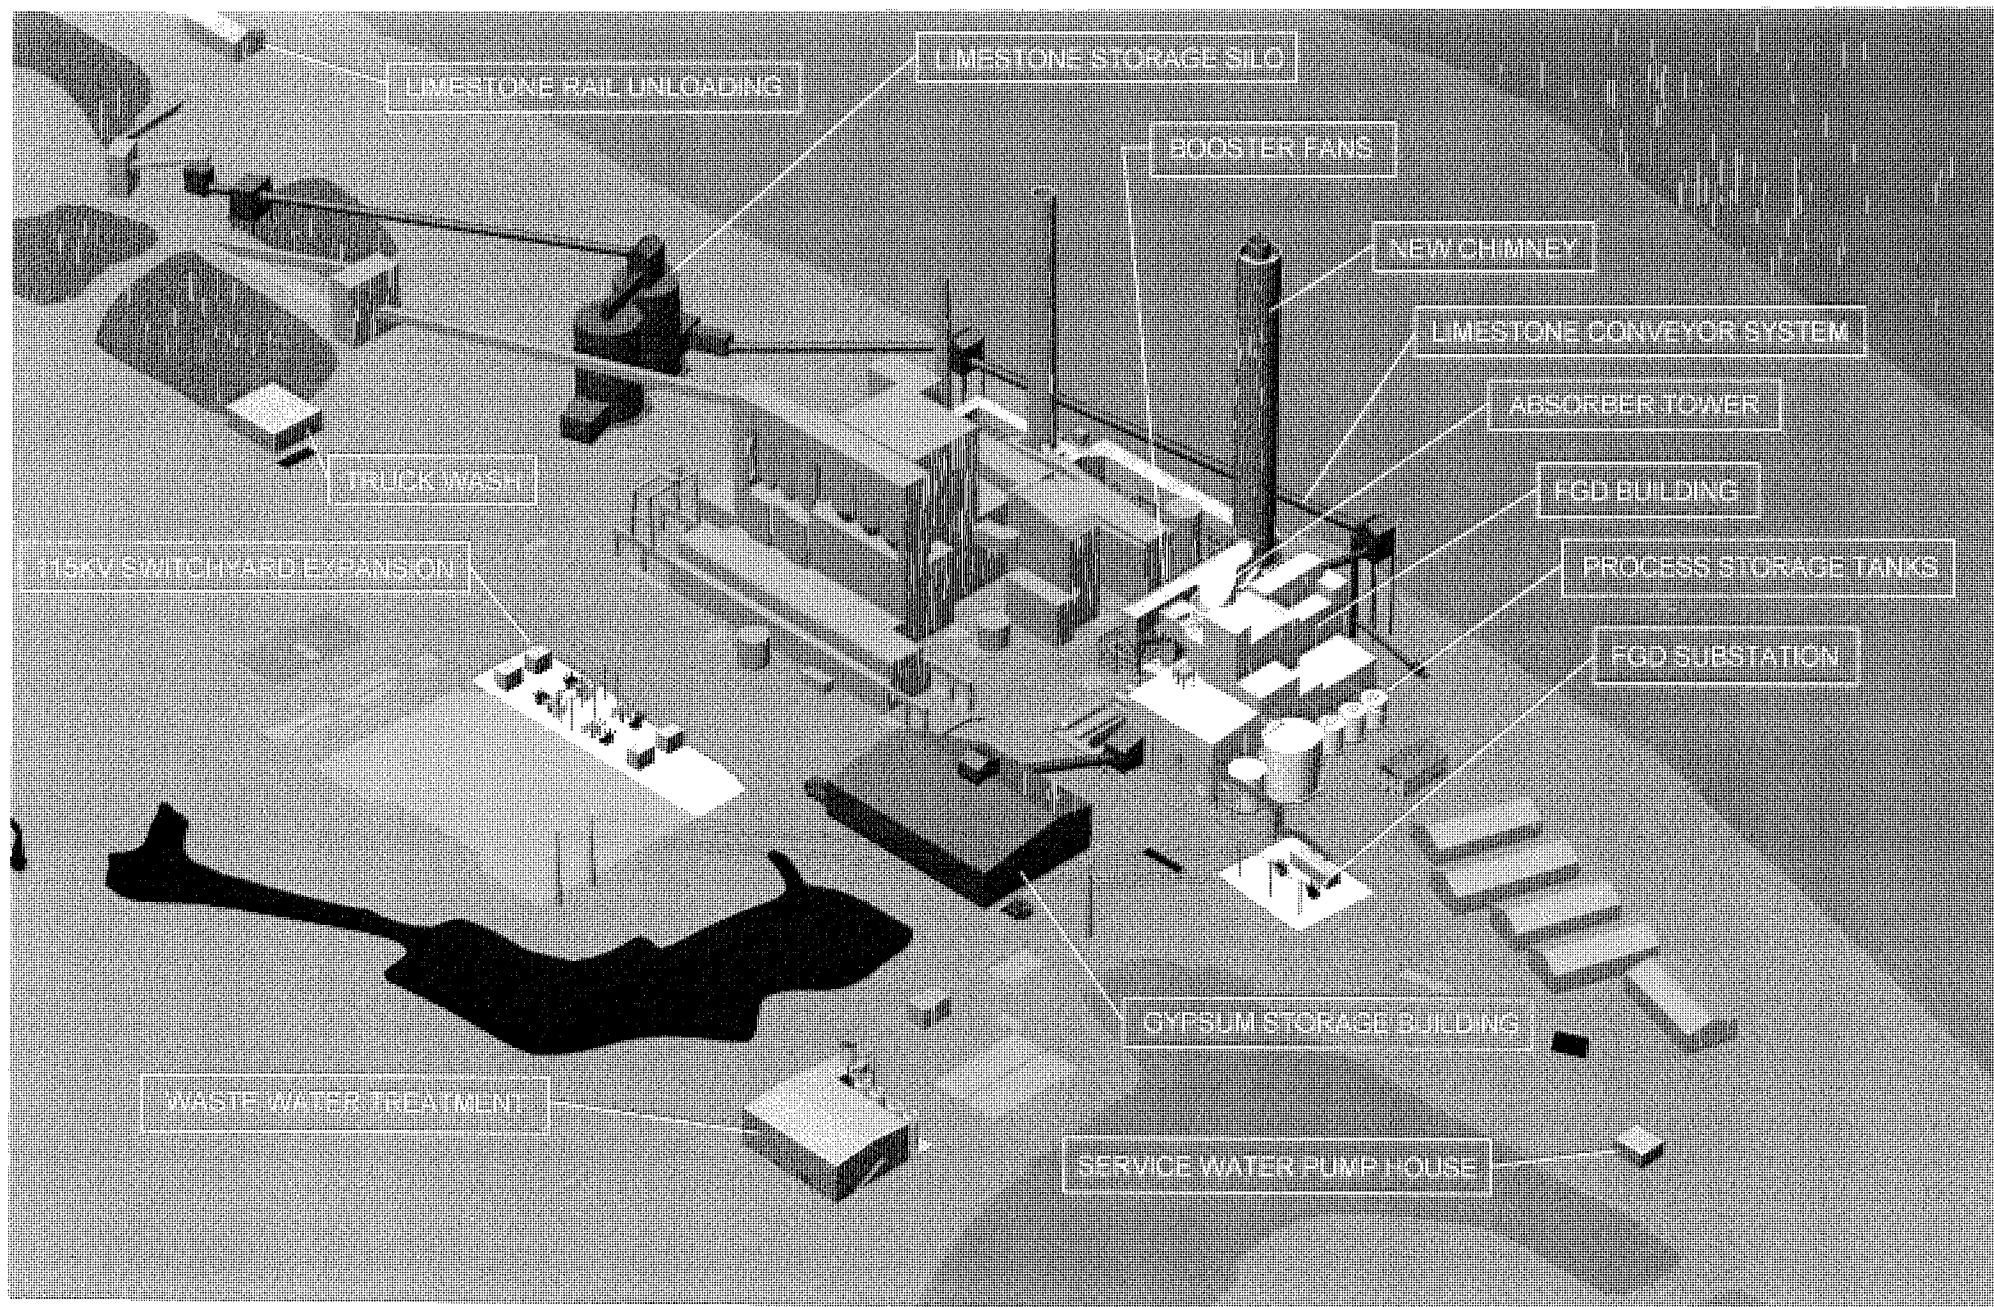 LIMESTONE STORAGE SILO
LIMESTONE RAIL UNLOADING
BOOSTER FANS
NEW CHIMNEY
LIMESTONE CONVEYOR SYSTEM
ABSORBER TOWER
TRUCK WASH
FGD BUILDING
115KV SWITCHYARD EXPANSION
PROCESS STORAGE TANKS
FGD SUBSTATION
GYPSUM STORAGE BUILDING
WASTE WATER TREATMENT
SERVICE WATER PUMP HOUSE